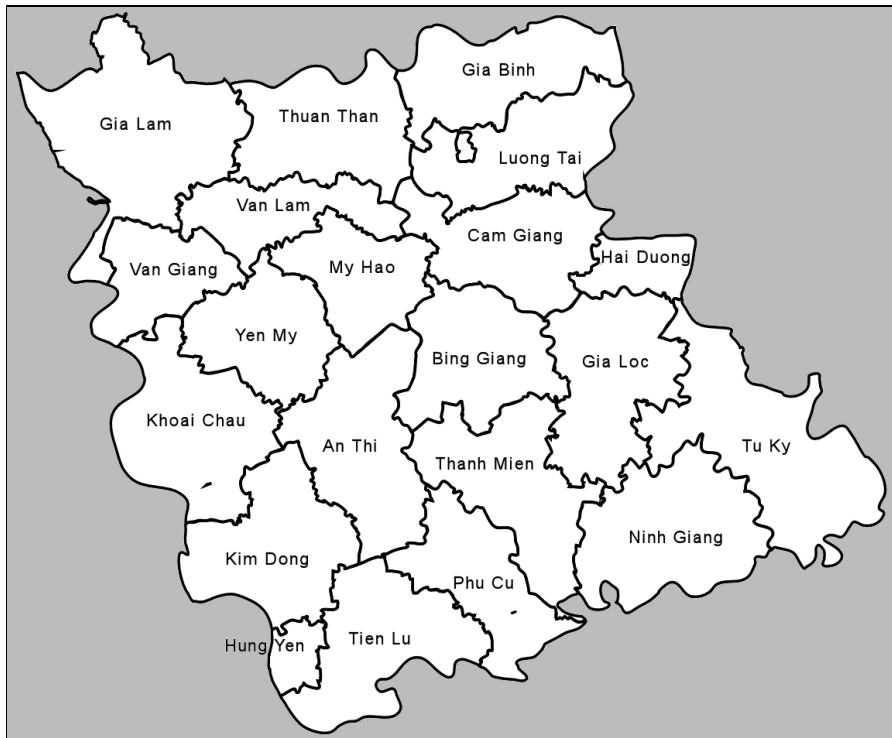 Gia Binh
Thuan Than
Gia Lam
Luong Tai
Van Lam
Cam Giang
Hai Duong
My Hao
Van Giang
Yen My
Bing Giang
Gia Loc
Khoai Chau
An Thi
Tu Ky
Thanh Mien
Ninh Giang
Kim Dong
Phu Cu
Tien Lu
Hung Yen